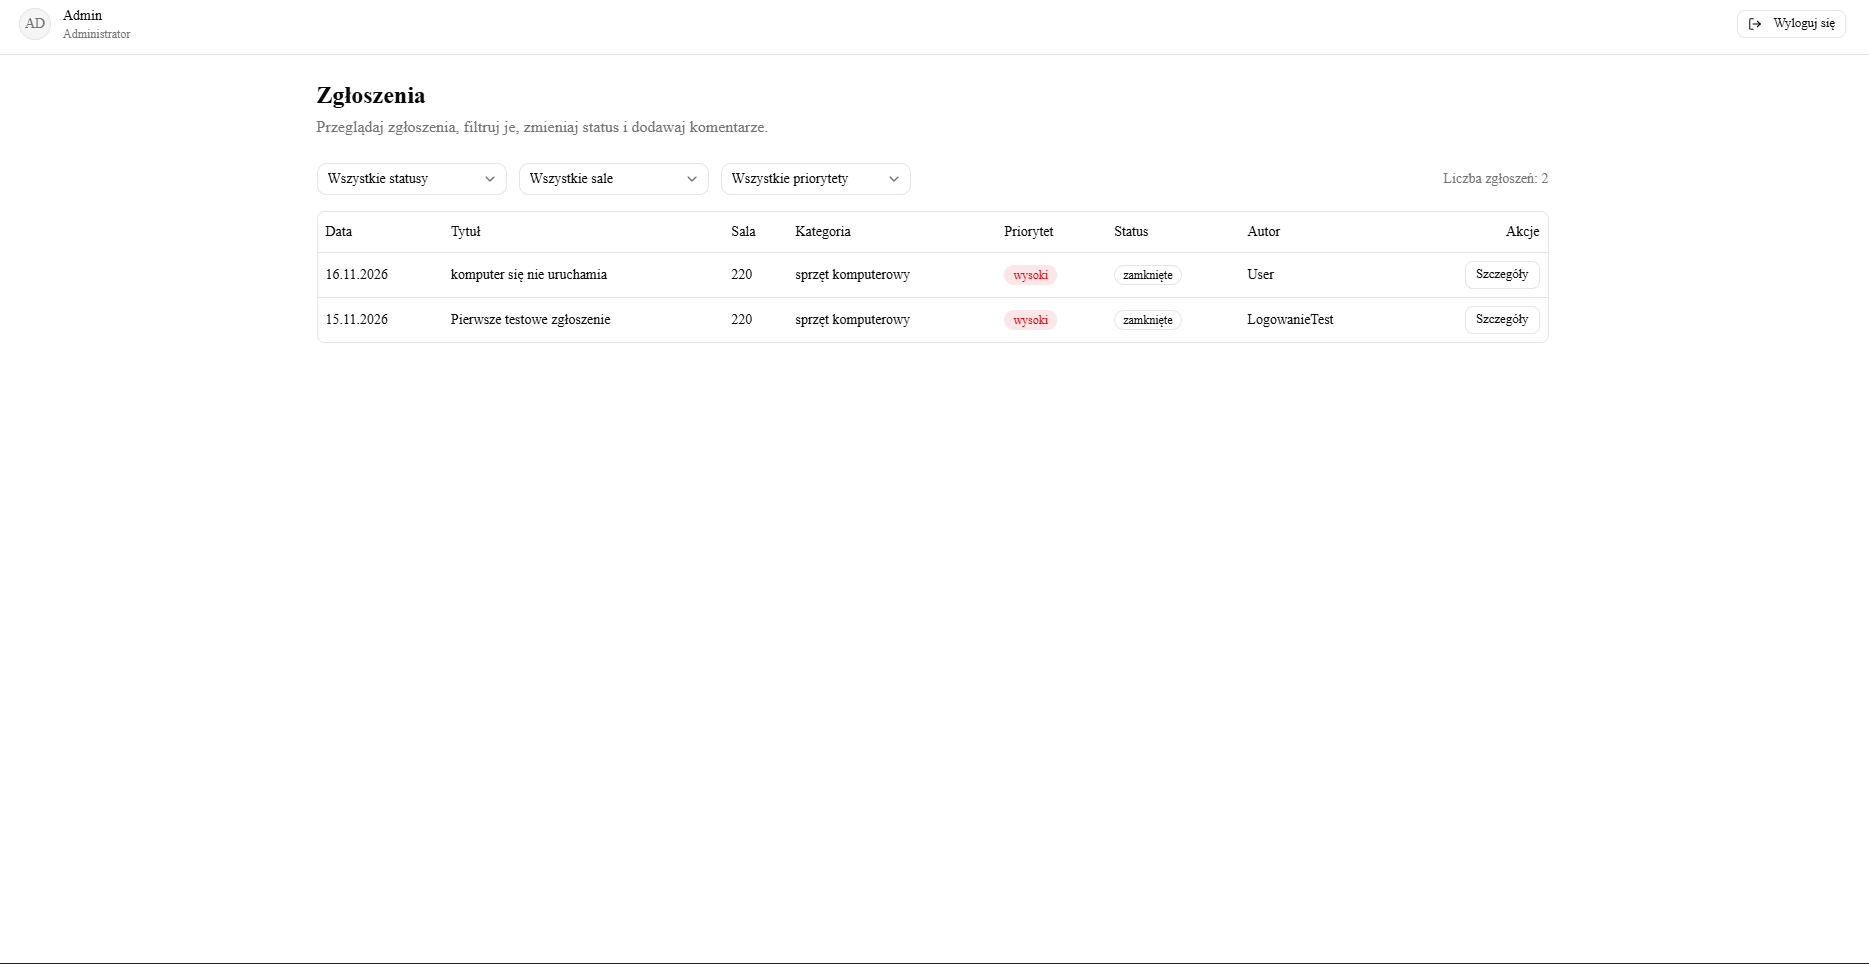 AD
Admin
Administrator
Wyloguj się
Zgłoszenia
Przeglądaj zgłoszenia, filtruj je, zmieniaj status i dodawaj komentarze.
Wszystkie statusy Wszystkie sale Wszystkie priorytety Liczba zgłoszeń: 2
Data Tytuł Sala Kategoria Priorytet Status Autor Akcje
16.11.2026 komputer się nie uruchamia 220 sprzęt komputerowy wysoki zamknięte User Szczegóły
15.11.2026 Pierwsze testowe zgłoszenie 220 sprzęt komputerowy wysoki zamknięte LogowanieTest Szczegóły